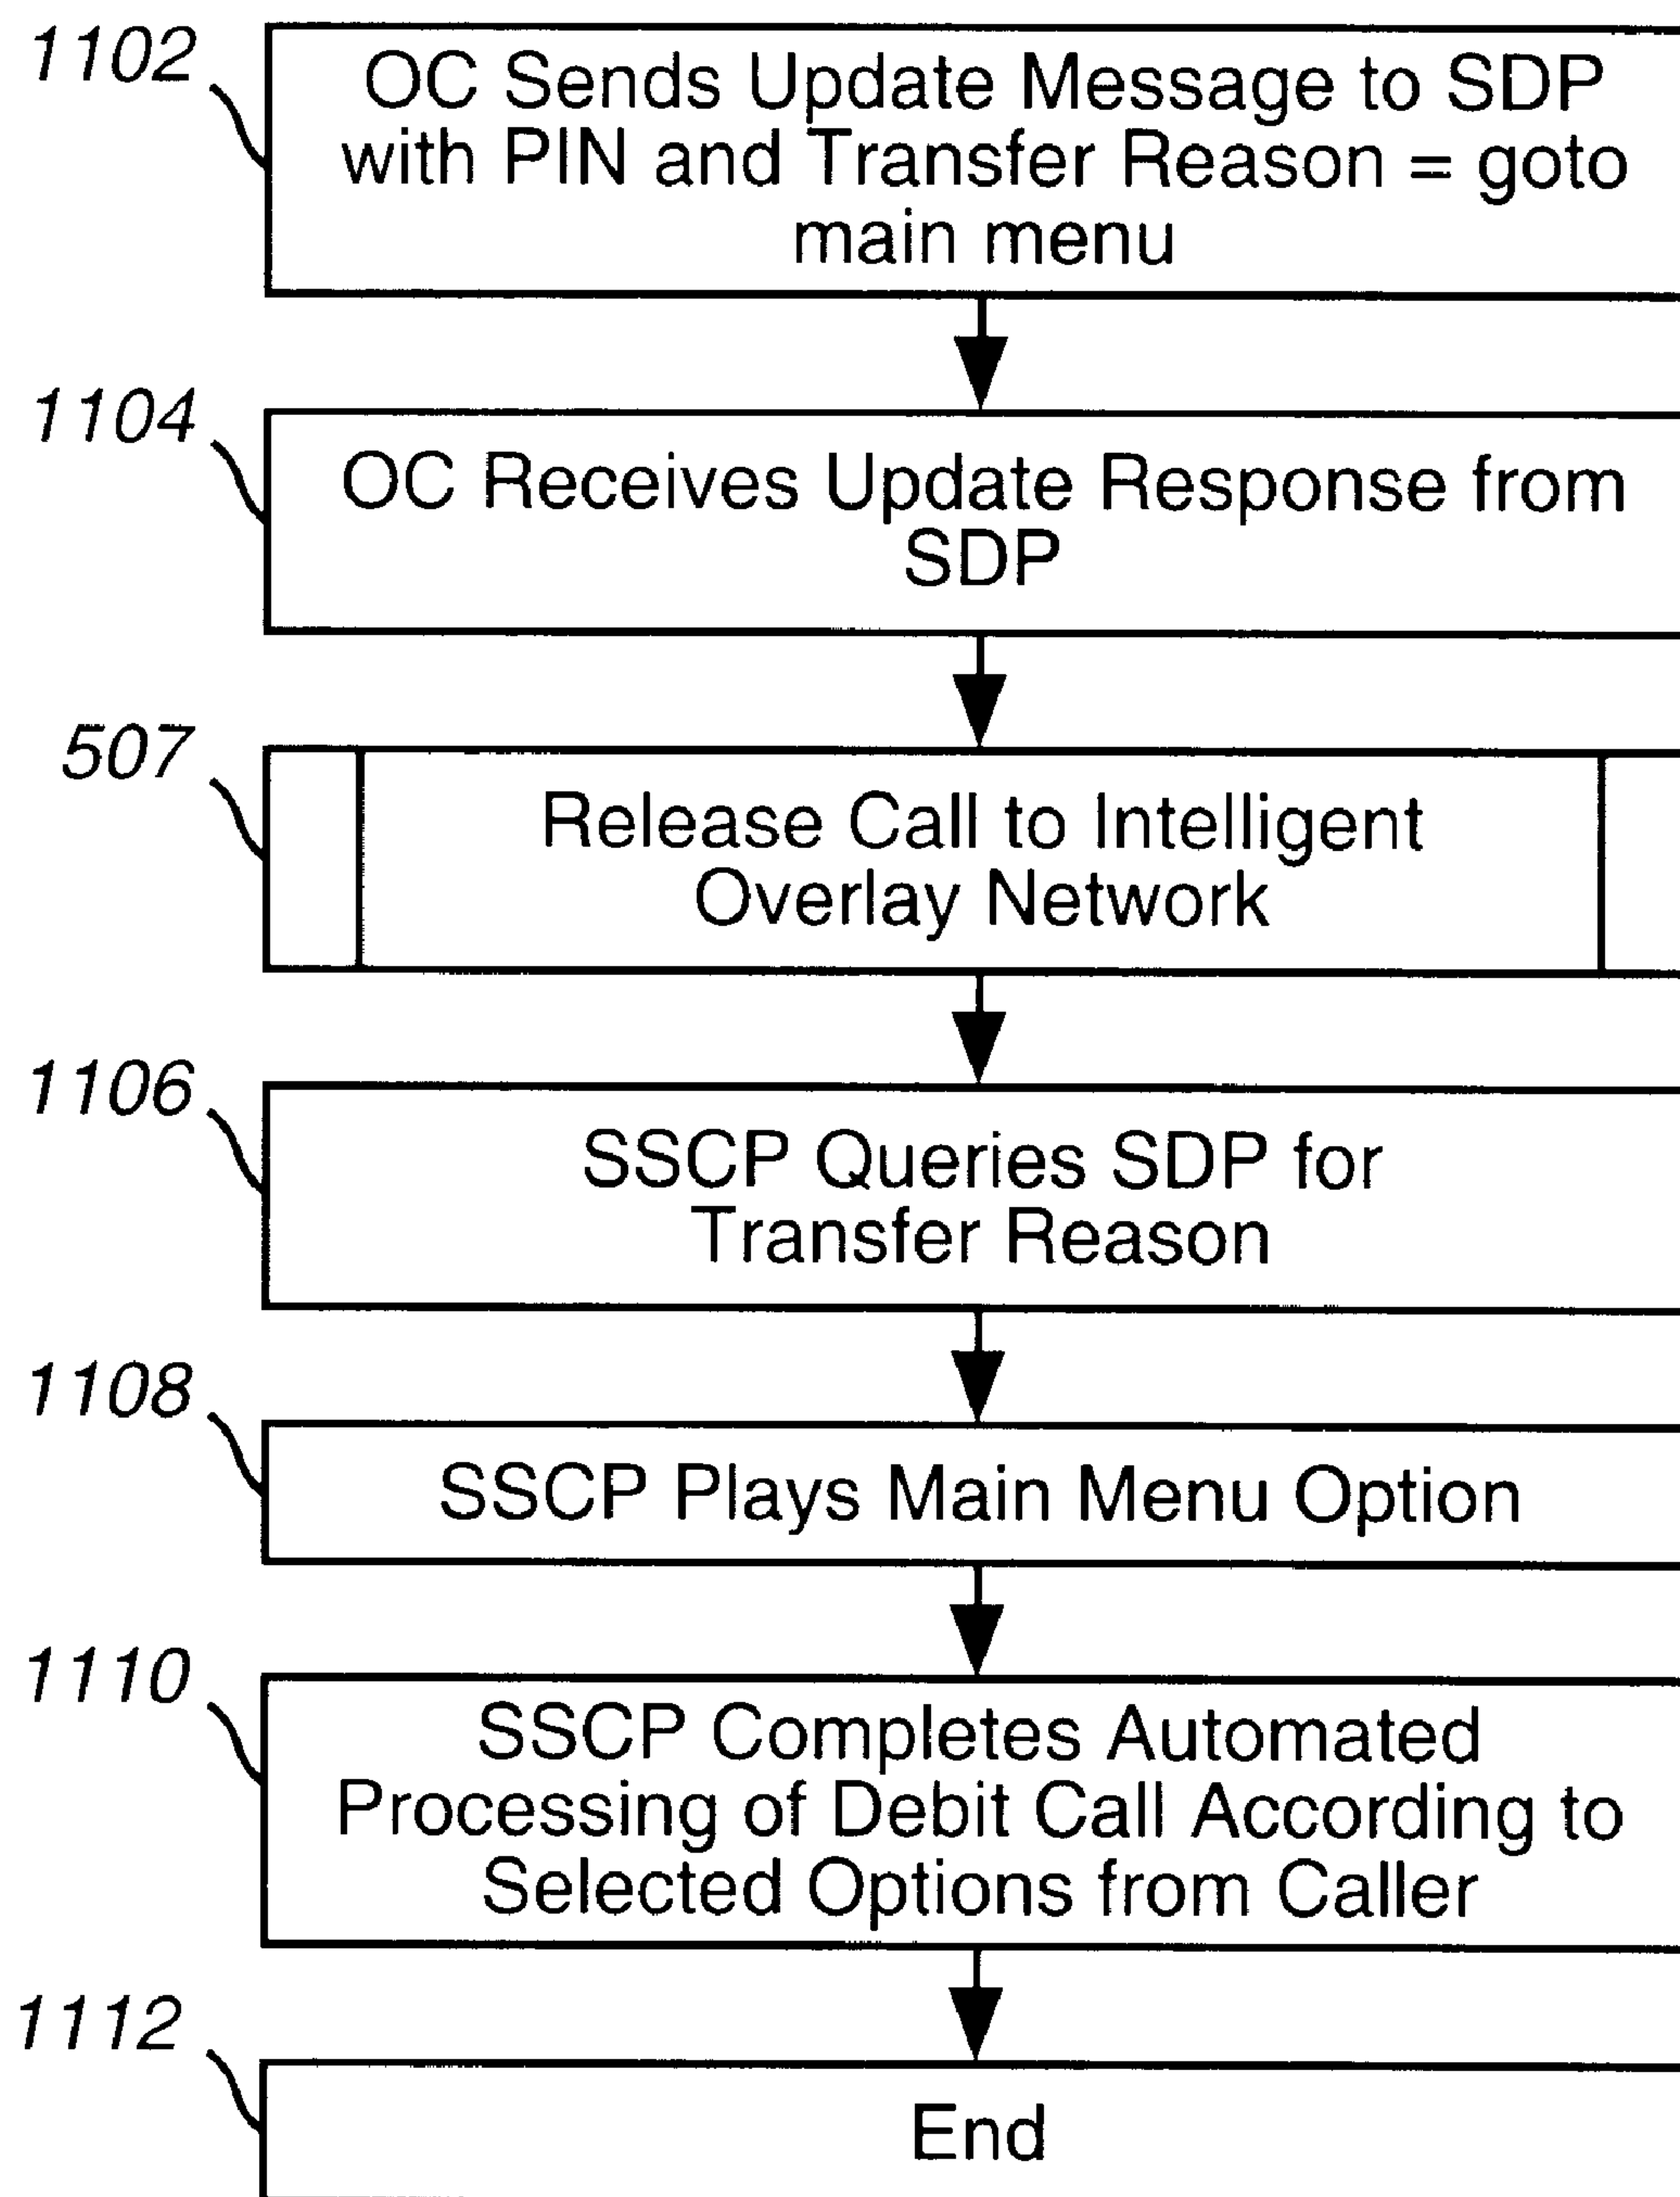 1102
OC Sends Update Message to SDP
with PIN and Transfer Reason = goto
main menu
1104
OC Receives Update Response from
SDP
507
Release Call to Intelligent
Overlay Network
1106
SSCP Queries SDP for
Transfer Reason
1108
SSCP Plays Main Menu Option
1110
SSCP Completes Automated
Processing of Debit Call According to
Selected Options from Caller
1112
End